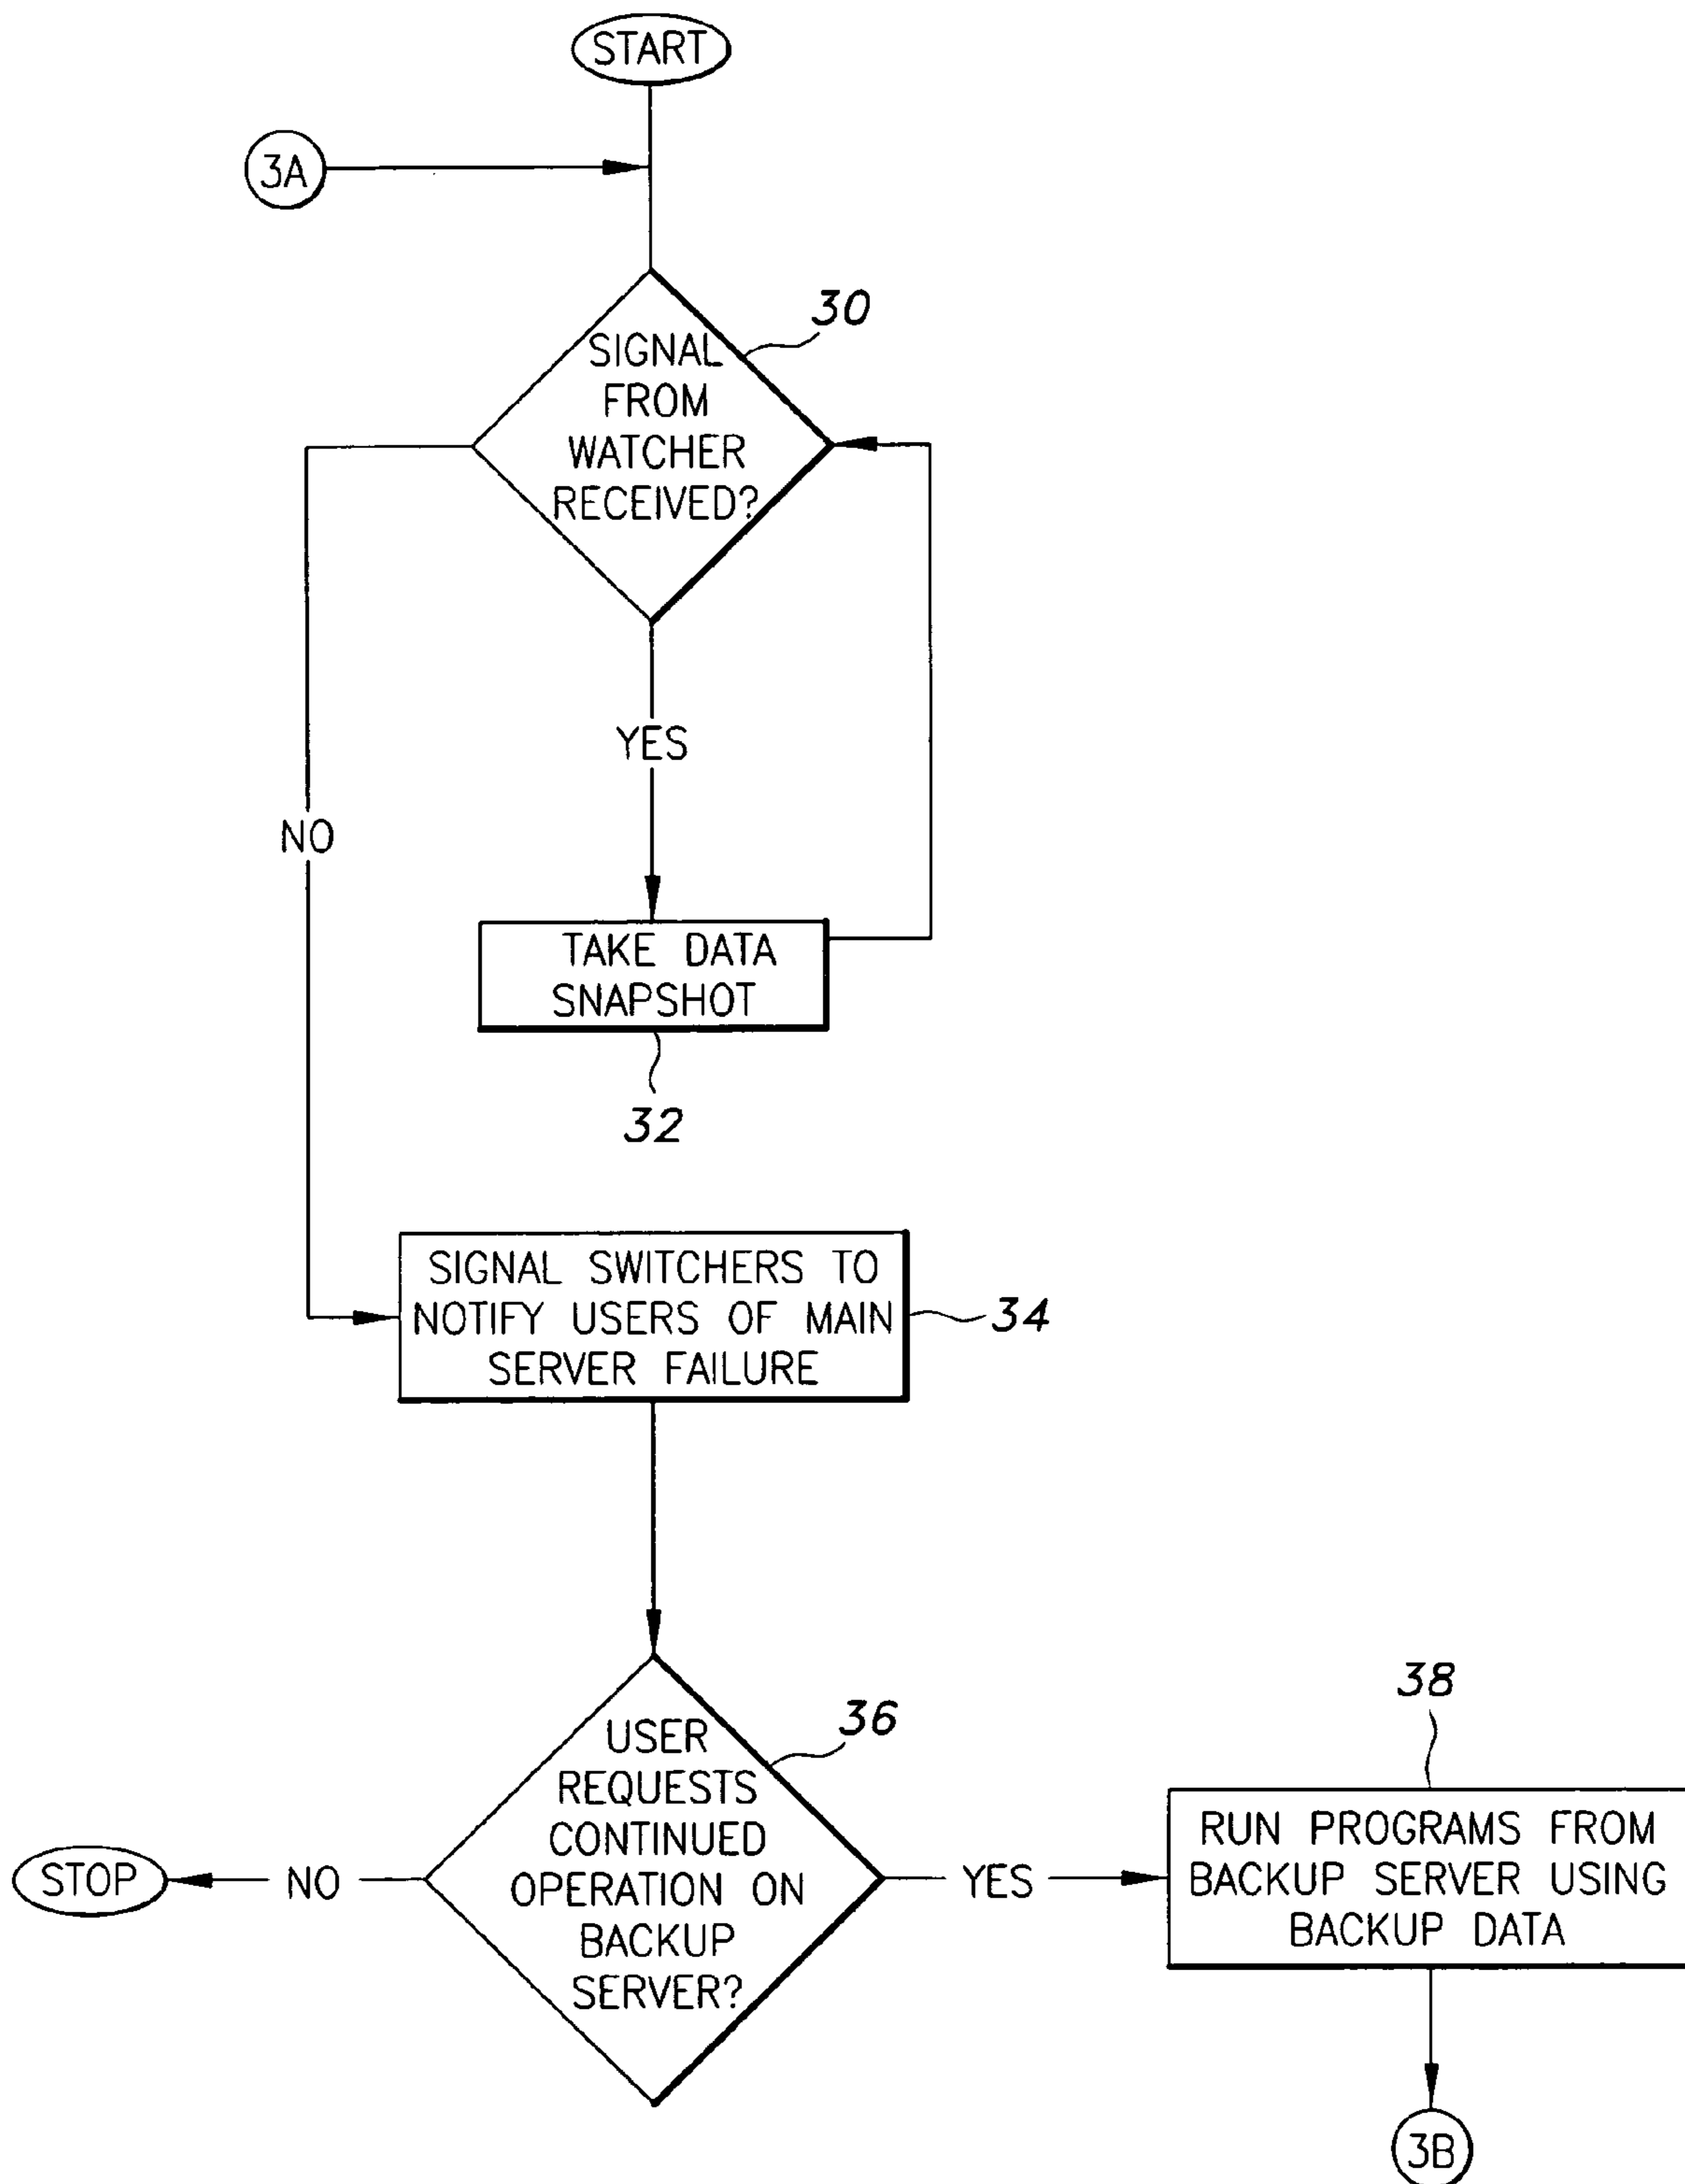 START
3A
30
SIGNAL
FROM
WATCHER
RECEIVED?
YES
NO
TAKE DATA
SNAPSHOT
32
SIGNAL SWITCHERS TO
NOTIFY USERS OF MAIN
SERVER FAILURE
34
36
USER
REQUESTS
CONTINUED
OPERATION ON
BACKUP
SERVER?
STOP
NO
YES
38
RUN PROGRAMS FROM
BACKUP SERVER USING
BACKUP DATA
3B